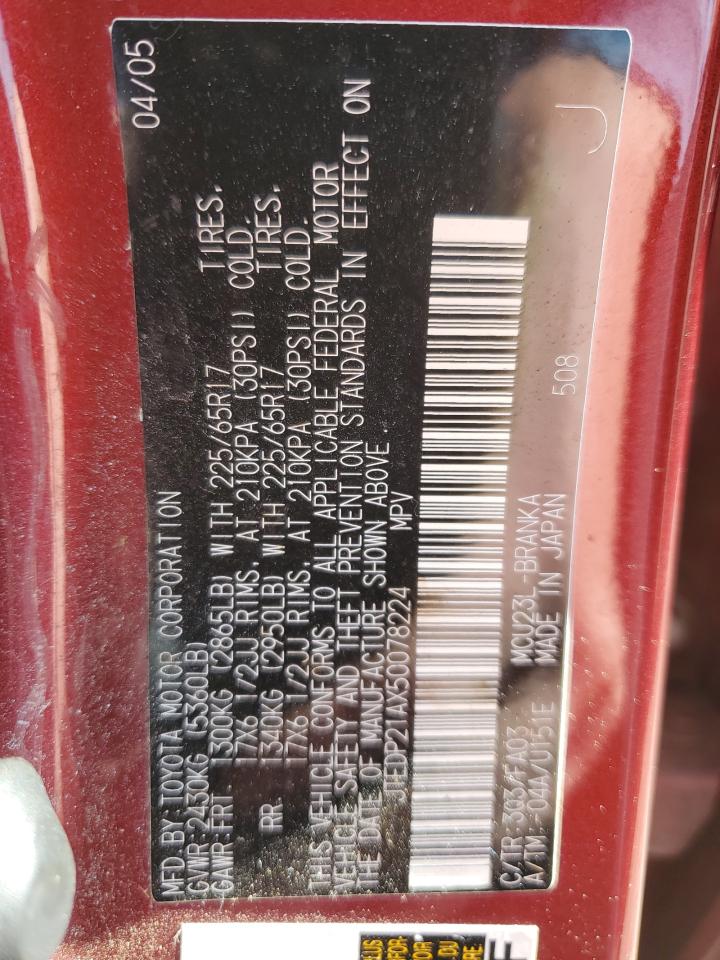 MFD.BY TOYOTA MOTOR CORPORATION 04/05
GVWR:2430KG (5360LB)
GAWR:FRT. 1300KG (2865LB) WITH 225/65R17 TIRES.
17X6 1/2JJ RIMS. AT 210KPA (30PSI) COLD.
RR. 1340KG (2950LB) WITH 225/65R17 TIRES.
17X6 1/2JJ RIMS. AT 210KPA (30PSI) COLD.
THIS VEHICLE CONFORMS TO ALL APPLICABLE FEDERAL MOTOR
VEHICLE SAFETY AND THEFT PREVENTION STANDARDS IN EFFECT ON
THE DATE OF MANUFACTURE SHOWN ABOVE.
JTEDP21AX50078224 MPV
C/TR:3Q3/FA03 MCU23L-BRANKA
A/TM:-04A/U151E MADE IN JAPAN 508
J